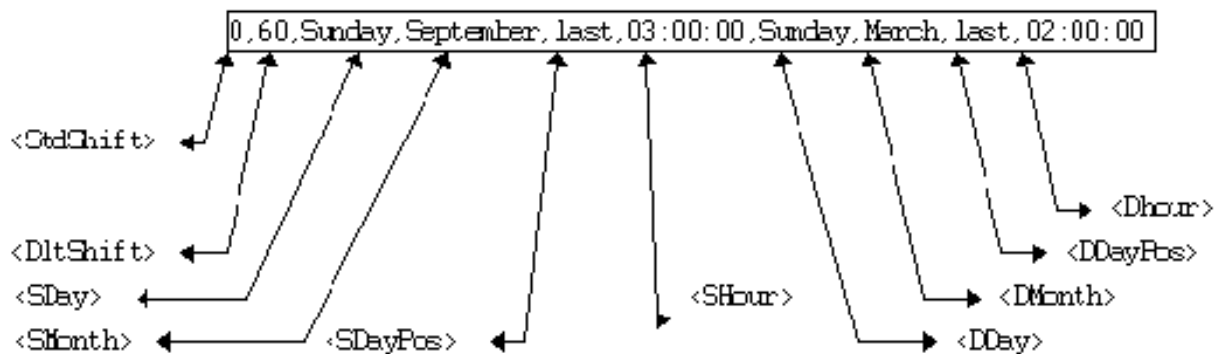 0,60,Sunday,September,last,03:00:00,Sunday,March,last,02:00:00
<StdShift>
<Dhour>
<DltShift>
<DDayPos>
<SDay>
<SHour>
<DMonth>
<SMonth>
<SDayPos>
<DDay>